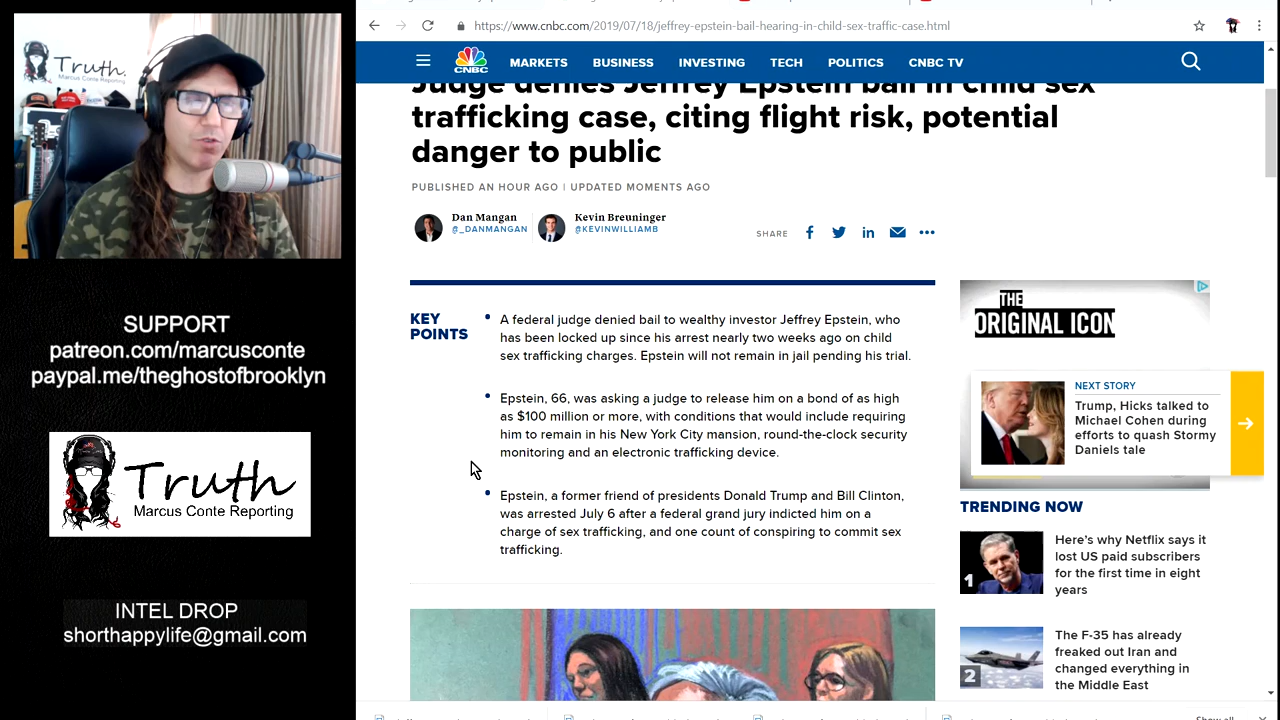 https://www.cnbc.com/2019/07/18/jeffrey-epstein-bail-hearing-in-child-sex-traffic-case.html
Truth.
Marcus Conte Reporting
CNBC
MARKETS
BUSINESS
INVESTING
TECH
POLITICS
CNBC TV
Judge denies Jeffrey Epstein bail in child sex
trafficking case, citing flight risk, potential
danger to public
PUBLISHED AN HOUR AGO | UPDATED MOMENTS AGO
Dan Mangan
@_DANMANGAN
Kevin Breuninger
@KEVINWILLIAMB
SHARE
KEY
POINTS
A federal judge denied bail to wealthy investor Jeffrey Epstein, who
has been locked up since his arrest nearly two weeks ago on child
sex trafficking charges. Epstein will not remain in jail pending his trial.
Epstein, 66, was asking a judge to release him on a bond of as high
as $100 million or more, with conditions that would include requiring
him to remain in his New York City mansion, round-the-clock security
monitoring and an electronic trafficking device.
Epstein, a former friend of presidents Donald Trump and Bill Clinton,
was arrested July 6 after a federal grand jury indicted him on a
charge of sex trafficking, and one count of conspiring to commit sex
trafficking.
THE
ORIGINAL ICON
NEXT STORY
Trump, Hicks talked to
Michael Cohen during
efforts to quash Stormy
Daniels tale
TRENDING NOW
1
Here's why Netflix says it
lost US paid subscribers
for the first time in eight
years
2
The F-35 has already
freaked out Iran and
changed everything in
the Middle East
SUPPORT
patreon.com/marcusconte
paypal.me/theghostofbrooklyn
Truth
Marcus Conte Reporting
INTEL DROP
shorthappylife@gmail.com
Show all